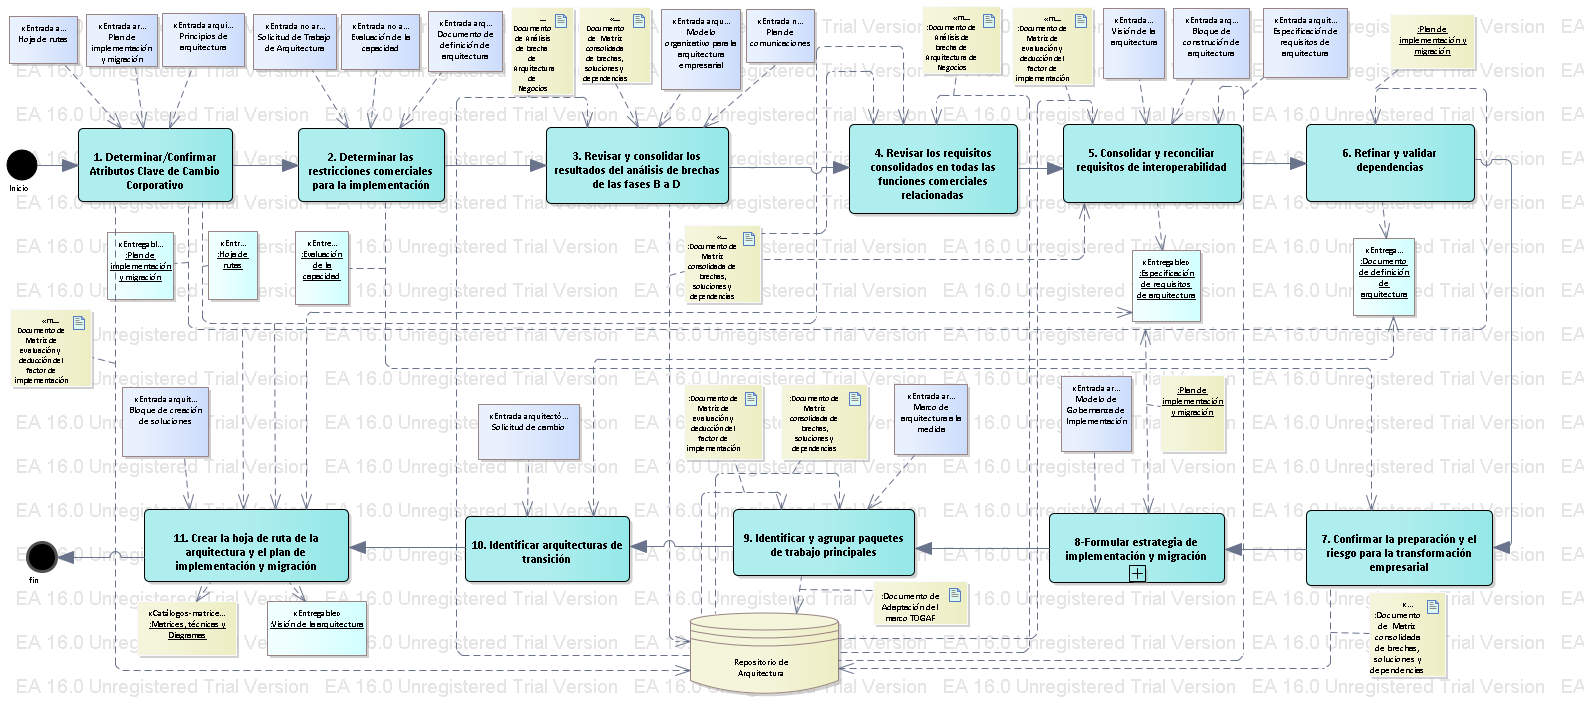 «Entrada a...
Hoja de rutas
«Entrada ar...
Plan de
implementación
y migración
«Entrada arqui...
Principios de
arquitectura
«Entrada no ar...
Solicitud de Trabajo
de Arquitectura
«Entrada no a...
Evaluación de la
capacidad
«Entrada arq...
Documento de
definición de
arquitectura
Documento
de Análisis
de
brecha
de
Arquitectura
de
Negocios
«...
Documento
de Matriz
consolidada
de brechas,
soluciones y
dependencias
«Entrada arqu...
Modelo
organizativo para la
arquitectura
empresarial
«Entrada n...
Plan de
comunicaciones
«m...
:Documento
de Análisis
de
brecha de
Arquitectura de
Negocios
«m...
:Documento de
Matriz de
evaluación y
deducción del
factor de
implementación
«Entrada...
Visión de la
arquitectura
«Entrada arq...
Bloque de
construcción de
arquitectura
«Entrada arquit...
Especificación de
requisitos de
arquitectura
:Plan de
implementación y
migración
Inicio
1. Determinar/Confirmar
Atributos Clave de Cambio
Corporativo
2. Determinar las
restricciones comerciales
para la implementación
3. Revisar y consolidar los
resultados del análisis de brechas
de las fases B a D
4. Revisar los requisitos
consolidados en todas las
funciones comerciales
relacionadas
5. Consolidar y reconciliar
requisitos de interoperabilidad
6. Refinar y validar
dependencias
«Entregabl...
:Plan de
implementación
y migración
«Entr...
:Hoja de
rutas
«Entre...
:Evaluación
de la
capacidad
«...
:Documento de
Matriz
consolidada de
brechas,
soluciones y
dependencias
«Entregable»
:Especificación
de requisitos
de arquitectura
«Entrega...
:Documento
de definición
de
arquitectura
«m...
Documento de
Matriz de
evaluación y
deducción del
factor de
implementación
«Entrada arquit...
Bloque de creación
de soluciones
«Entrada arquitectó...
Solicitud de cambio
:Documento de
Matriz de
evaluación y
deducción del
factor de
implementación
:Documento de
Matriz
consolidada de
brechas,
soluciones y
dependencias
«Entrada ar...
Marco de
arquitectura a la
medida
«Entrada ar...
Modelo de
Gobernanza de
Implementación
:Plan de
implementación
y migración
11. Crear la hoja de ruta de la
arquitectura y el plan de
implementación y migración
10. Identificar arquitecturas de
transición
9. Identificar y agrupar paquetes
de trabajo principales
8-Formular estrategia de
implementación y migración
7. Confirmar la preparación y el
riesgo para la transformación
empresarial
fin
«Catálogos-matrice...
:Matrices, técnicas y
Diagramas
«Entregable»
:Visión de la arquitectura
Repositorio de
Arquitectura
:Documento de
Adaptación del
marco TOGAF
«...
:Documento
de Matriz
consolidada
de brechas,
soluciones y
dependencias
EA 16.0 Unregistered Trial Version